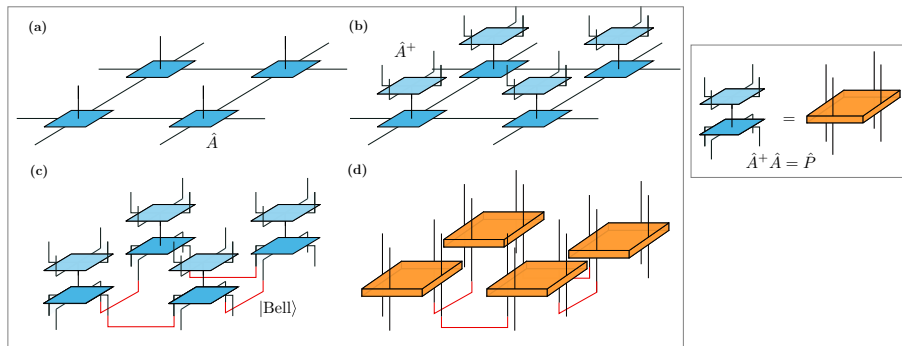 (a)
(b)
Â⁺
Â
=
Â⁺Â = P̂
(c)
(d)
|Bell⟩